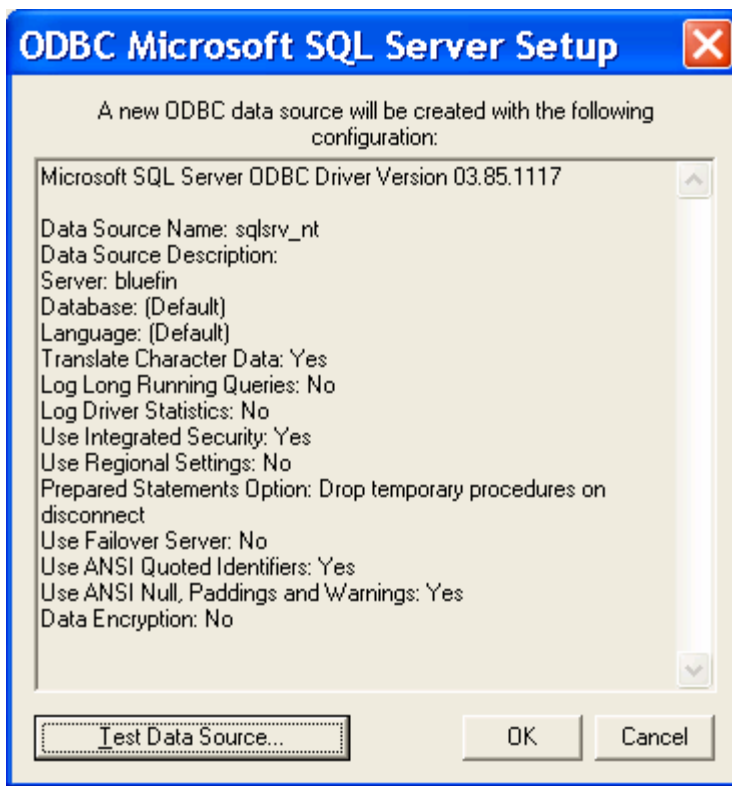 ODBC Microsoft SQL Server Setup
A new ODBC data source will be created with the following
configuration:
Microsoft SQL Server ODBC Driver Version 03.85.1117
Data Source Name: sqlsrv_nt
Data Source Description:
Server: bluefin
Database: (Default)
Language: (Default)
Translate Character Data: Yes
Log Long Running Queries: No
Log Driver Statistics: No
Use Integrated Security: Yes
Use Regional Settings: No
Prepared Statements Option: Drop temporary procedures on
disconnect
Use Failover Server: No
Use ANSI Quoted Identifiers: Yes
Use ANSI Null, Paddings and Warnings: Yes
Data Encryption: No
Test Data Source... OK Cancel